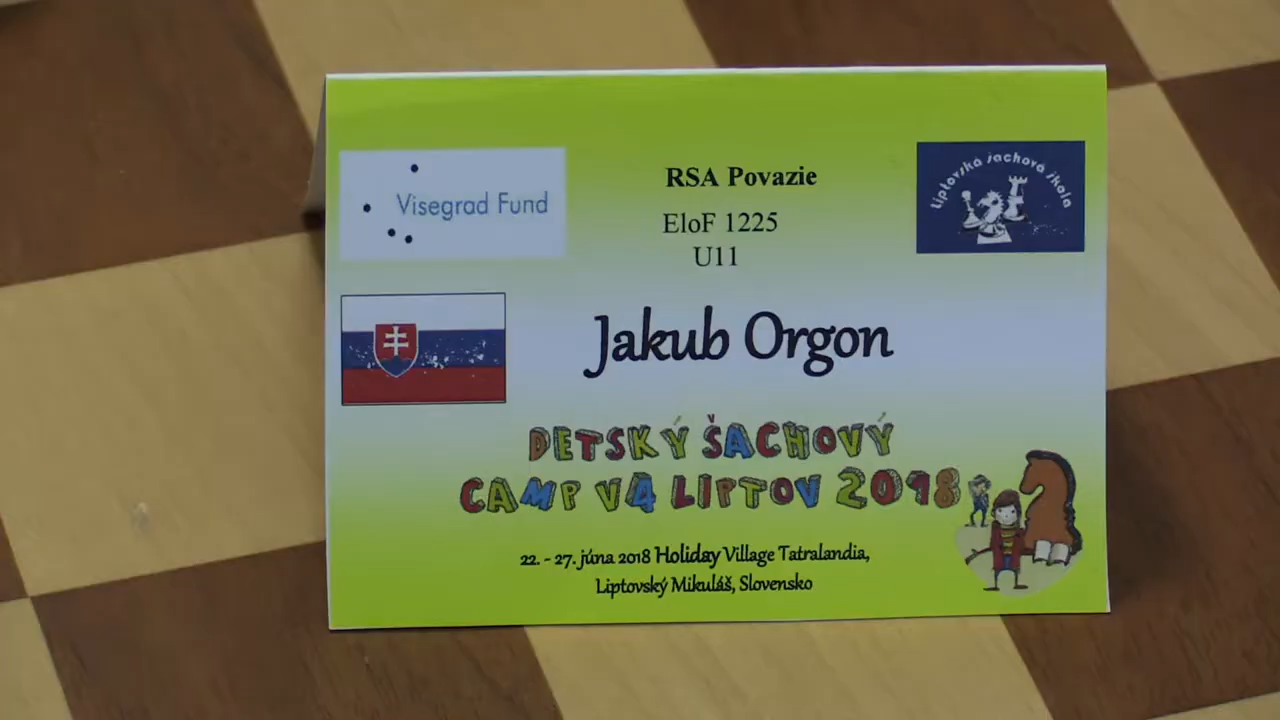 Visegrad Fund
RSA Povazie
EloF 1225
U11
Liptovská šachová škola
Jakub Orgon
DETSKÝ ŠACHOVÝ
CAMP V4 LIPTOV 2018
22. - 27. júna 2018 Holiday Village Tatralandia,
Liptovský Mikuláš, Slovensko